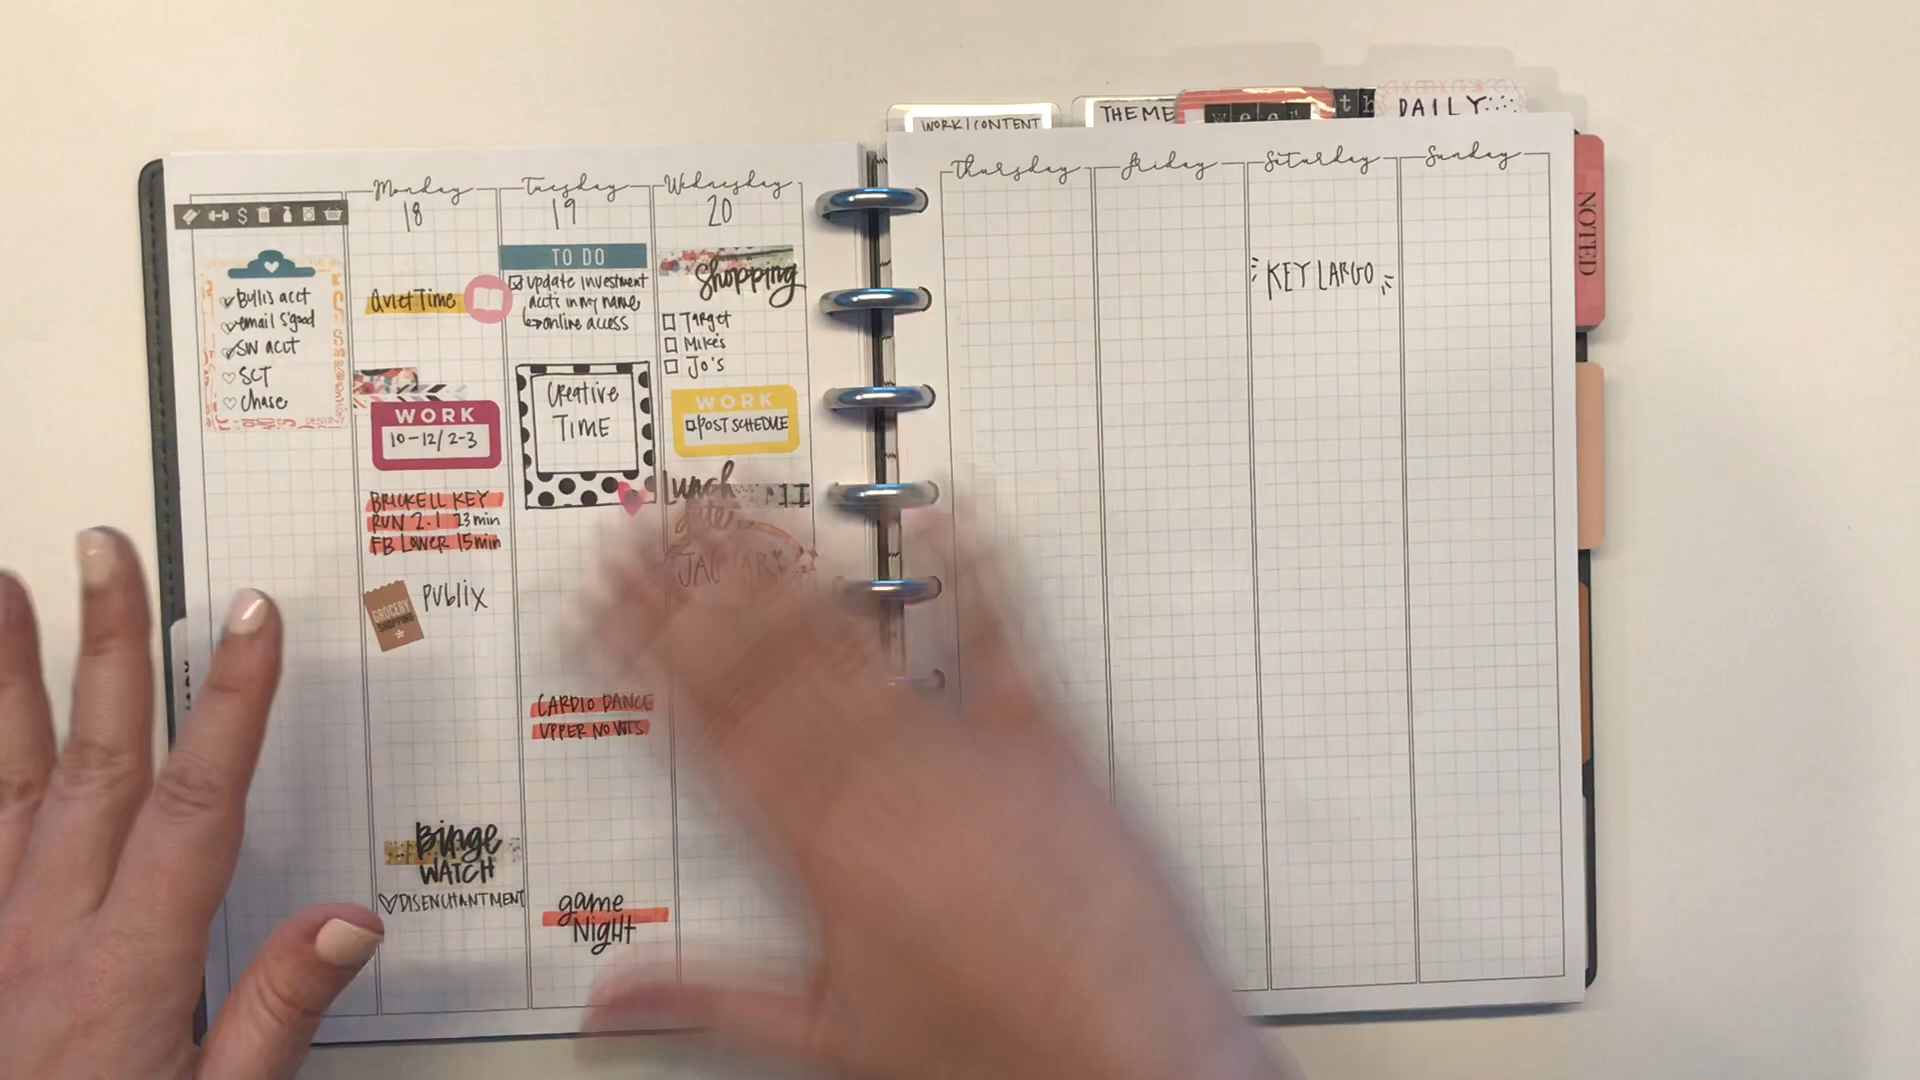 WORK/CONTENT
THEME
DAILY
NOTED
Monday
18
Tuesday
19
Wednesday
20
Thursday
Friday
Saturday
Sunday
email S'good
SW acct
SCT
Chase
Quiet Time
WORK
10-12/2-3
BRICKELL KEY
RUN 2.1 23min
FB LOWER 15min
GROCERY
SHOPPING
Publix
Binge
WATCH
DISENCHANTMENT
TO DO
update investment
accts in my name
online access
Creative
TIME
CARDIO DANCE
UPPER NO WTS
game
Night
Shopping
Target
Mike's
Jo's
WORK
POST SCHEDULE
Lunch
date
KEY LARGO